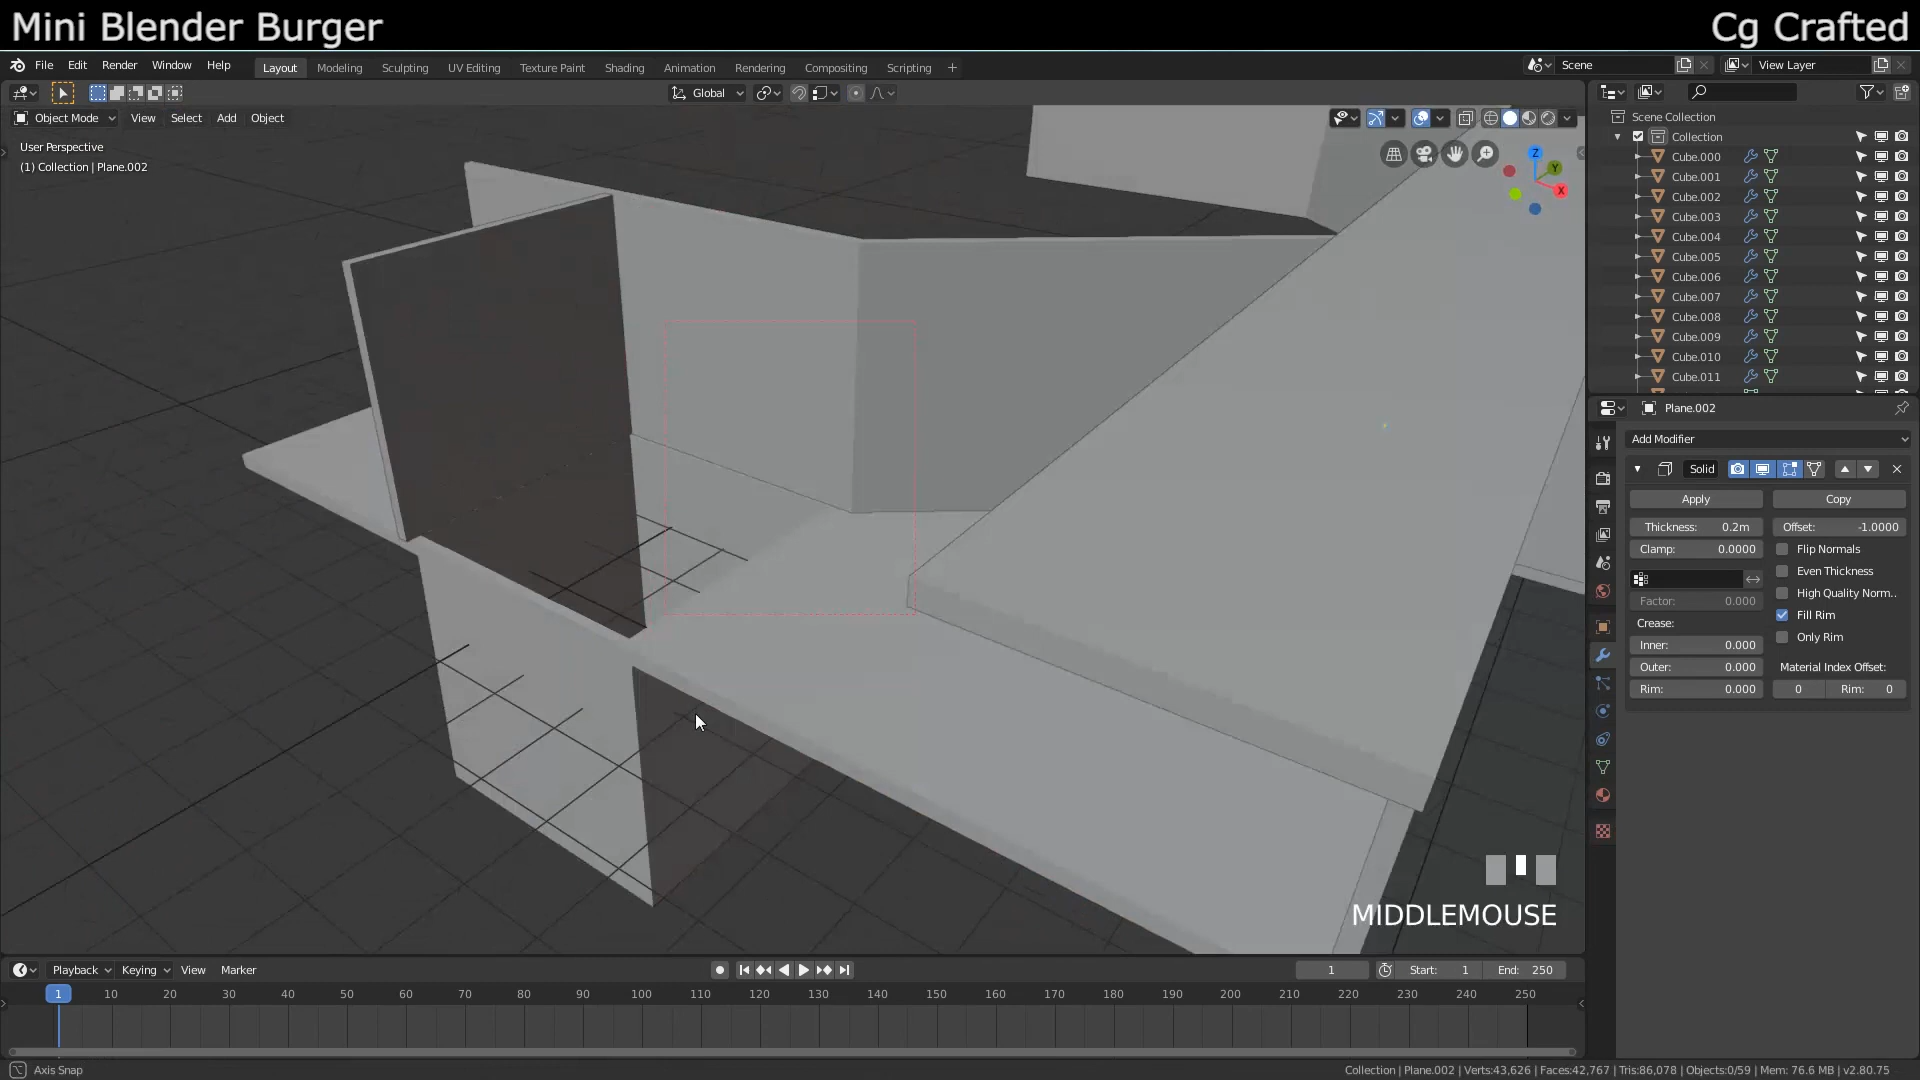 Mini Blender Burger
Cg Crafted
File Edit Render Window Help Layout Modeling Sculpting UV Editing Texture Paint Shading Animation Rendering Compositing Scripting + Scene View Layer
Global
Object Mode View Select Add Object
User Perspective
(1) Collection | Plane.002
Z
Y
X
Scene Collection
Collection
Cube.000
Cube.001
Cube.002
Cube.003
Cube.004
Cube.005
Cube.006
Cube.007
Cube.008
Cube.009
Cube.010
Cube.011
Plane.002
Add Modifier
Solid
Apply Copy
Thickness: 0.2m Offset: -1.0000
Clamp: 0.0000 Flip Normals
Even Thickness
High Quality Norm..
Factor: 0.000 Fill Rim
Crease: Only Rim
Inner: 0.000
Outer: 0.000 Material Index Offset:
Rim: 0.000 0 Rim: 0
MIDDLEMOUSE
Playback Keying View Marker 1 Start: 1 End: 250
1 10 20 30 40 50 60 70 80 90 100 110 120 130 140 150 160 170 180 190 200 210 220 230 240 250
Axis Snap
Collection | Plane.002 | Verts:43,626 | Faces:42,767 | Tris:86,078 | Objects:0/59 | Mem: 76.6 MB | v2.80.75